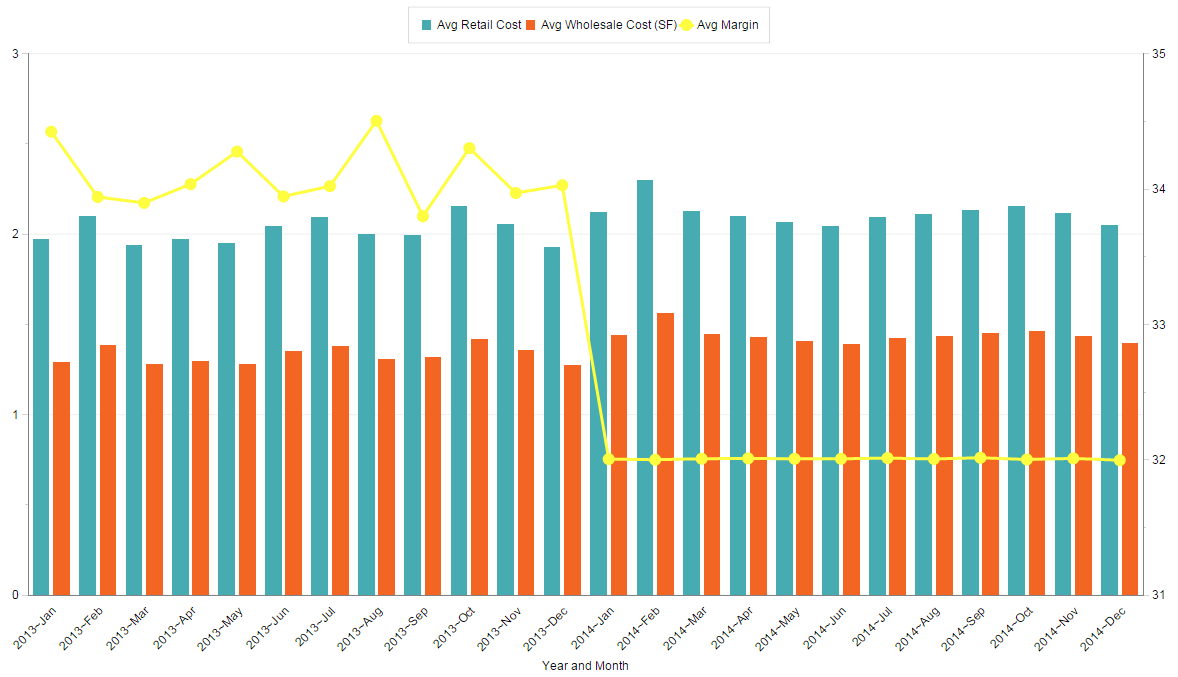 Avg Retail Cost Avg Wholesale Cost (SF) Avg Margin
3
2
1
0
35
34
33
32
31
2013~Jan
2013~Feb
2013~Mar
2013~Apr
2013~May
2013~Jun
2013~Jul
2013~Aug
2013~Sep
2013~Oct
2013~Nov
2013~Dec
2014~Jan
2014~Feb
2014~Mar
2014~Apr
2014~May
2014~Jun
2014~Jul
2014~Aug
2014~Sep
2014~Oct
2014~Nov
2014~Dec
Year and Month